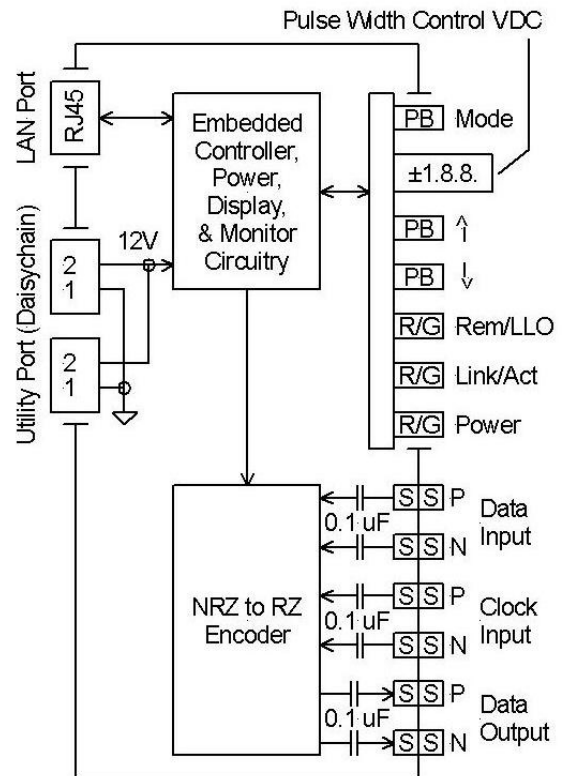 Pulse Width Control VDC
LAN Port
RJ45
Embedded
Controller,
Power,
Display,
& Monitor
Circuitry
PB Mode
±1.8.8.
PB
PB
R/G Rem/LLO
R/G Link/Act
R/G Power
12V
Utility Port (Daisychain)
2
1
2
1
NRZ to RZ
Encoder
S S P
0.1 uF
S S N
Data
Input
S S P
0.1 uF
S S N
Clock
Input
S S P
0.1 uF
S S N
Data
Output